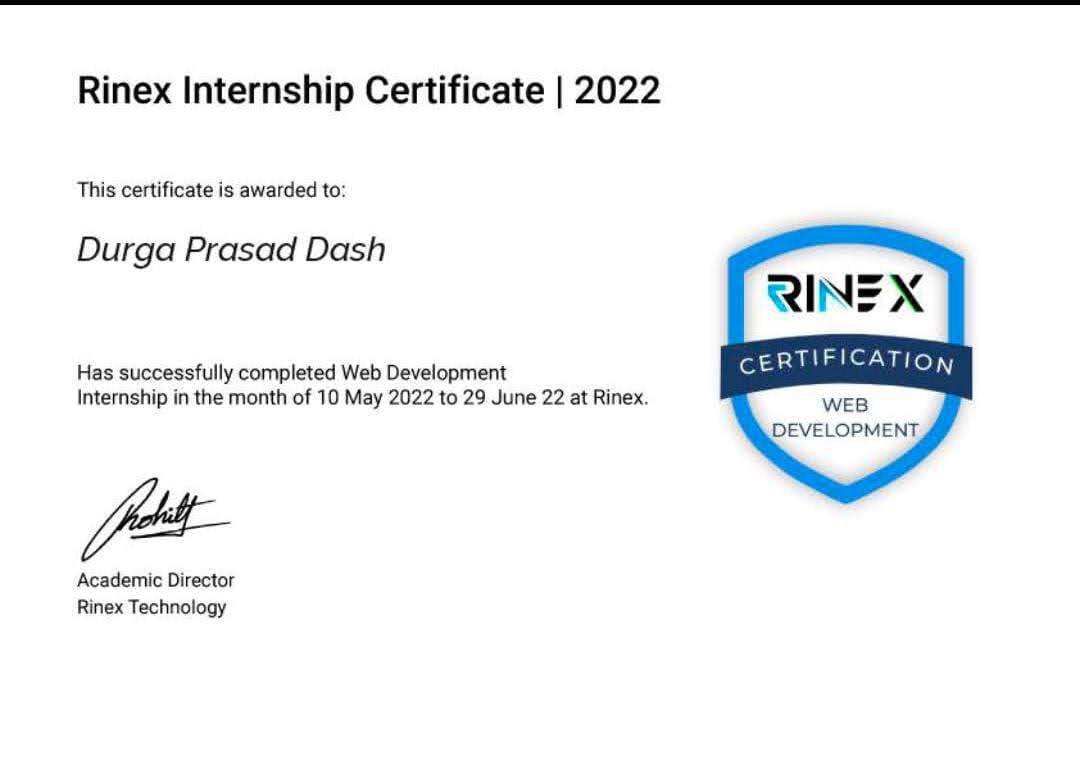 Rinex Internship Certificate | 2022
This certificate is awarded to:
Durga Prasad Dash
Has successfully completed Web Development
Internship in the month of 10 May 2022 to 29 June 22 at Rinex.
RINEX
CERTIFICATION
WEB
DEVELOPMENT
Academic Director
Rinex Technology